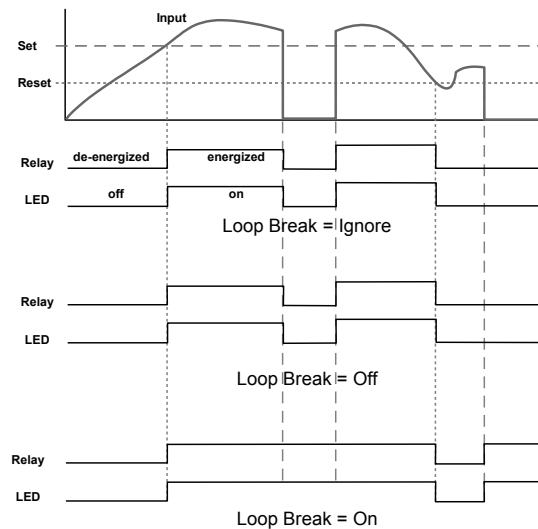 Input
Set
Reset
Relay de-energized energized
LED off on
Loop Break = Ignore
Relay
LED
Loop Break = Off
Relay
LED
Loop Break = On